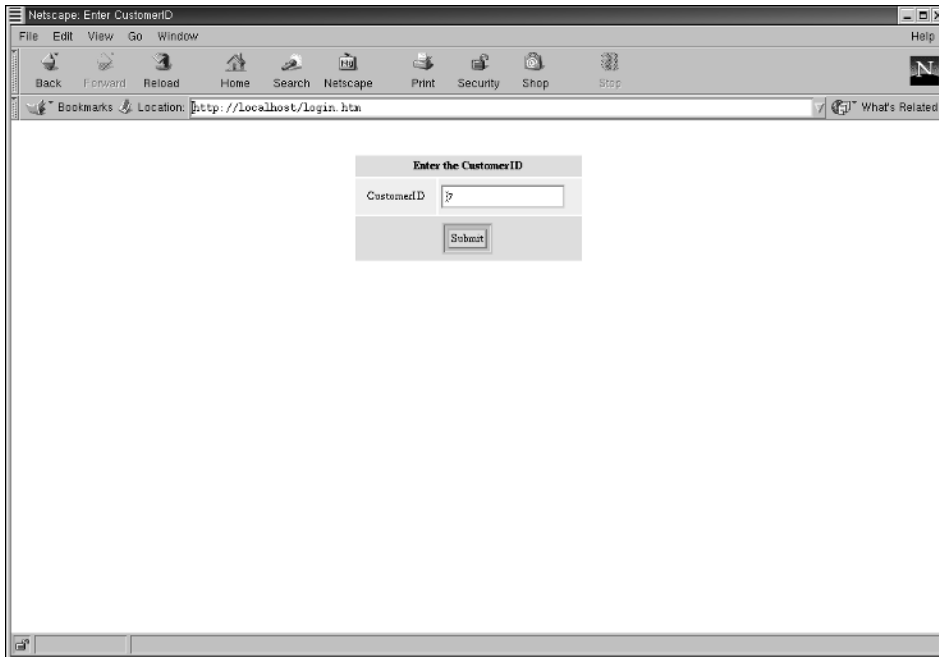 Netscape: Enter CustomerID
File Edit View Go Window Help
Back Forward Reload Home Search Netscape Print Security Shop Stop
N
Bookmarks Location: http://localhost/login.htm What's Related
Enter the CustomerID
CustomerID
Submit